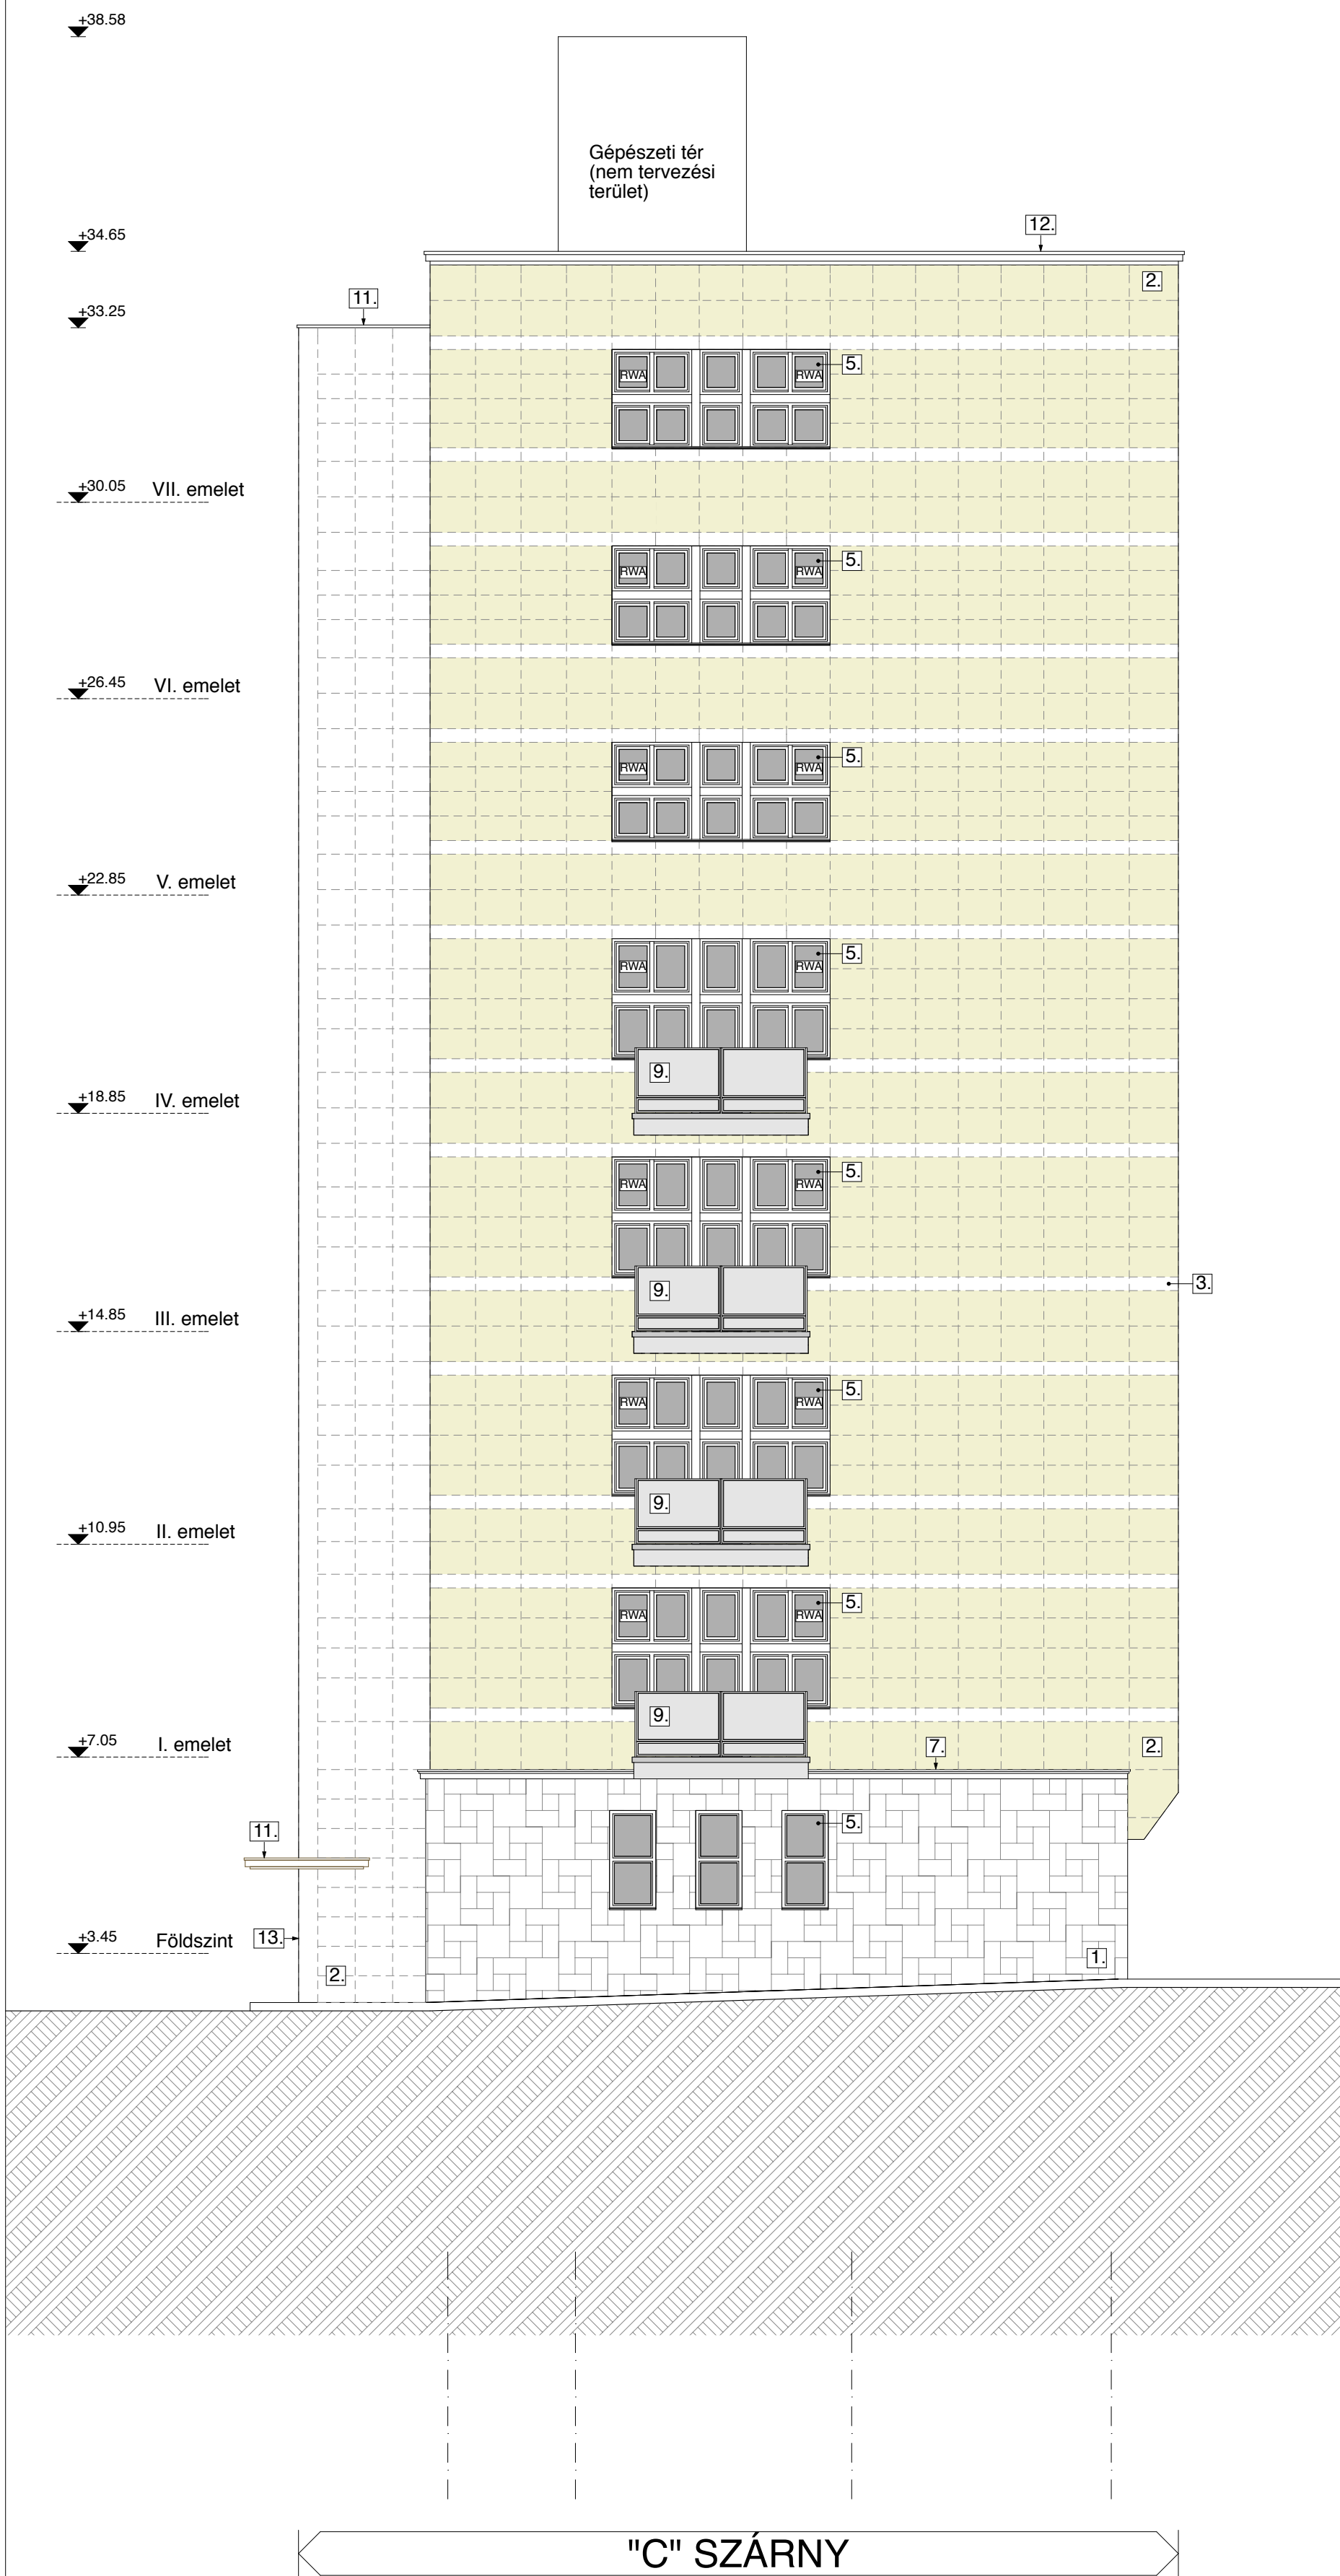 +38.58
Gépészeti tér
(nem tervezési
terület)
+34.65
12.
2.
11.
+33.25
5.
RWA RWA
+30.05 VII. emelet
5.
RWA RWA
+26.45 VI. emelet
5.
RWA RWA
+22.85 V. emelet
5.
RWA RWA
9.
+18.85 IV. emelet
5.
RWA RWA
9.
3.
+14.85 III. emelet
5.
RWA RWA
9.
+10.95 II. emelet
5.
RWA RWA
9.
+7.05 I. emelet
7.
2.
5.
11.
+3.45 Földszint
13.
1.
2.
"C" SZÁRNY